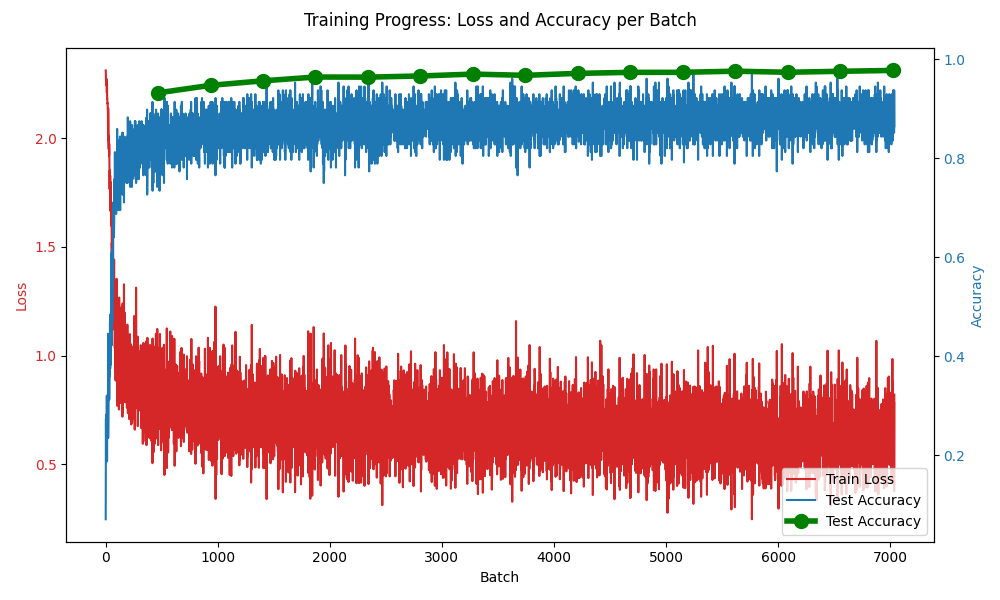 Training Progress: Loss and Accuracy per Batch
1.0
2.0
0.8
1.5
0.6
Loss
Accuracy
1.0
0.4
0.5
0.2
Train Loss
Test Accuracy
Test Accuracy
0 1000 2000 3000 4000 5000 6000 7000
Batch